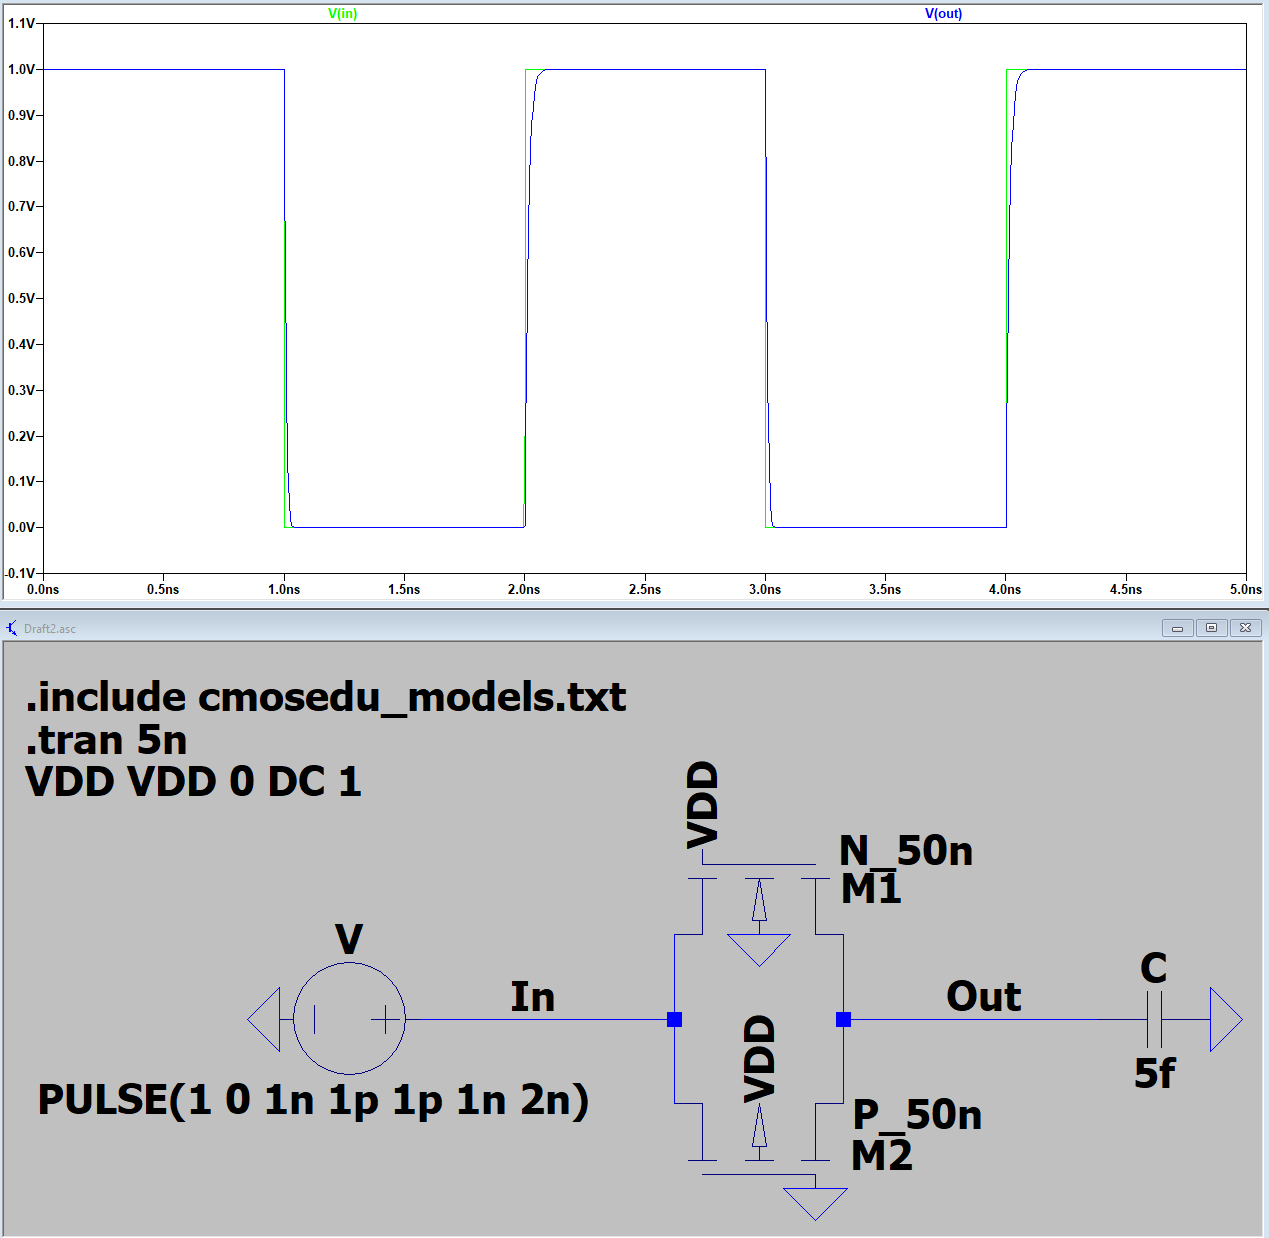 V(in) V(out)
1.1V
1.0V
0.9V
0.8V
0.7V
0.6V
0.5V
0.4V
0.3V
0.2V
0.1V
0.0V
-0.1V
0.0ns 0.5ns 1.0ns 1.5ns 2.0ns 2.5ns 3.0ns 3.5ns 4.0ns 4.5ns 5.0ns
Draft2.asc
.include cmosedu_models.txt
.tran 5n
VDD VDD 0 DC 1
VDD
N_50n
M1
V
In
Out
C
5f
VDD
PULSE(1 0 1n 1p 1p 1n 2n)
P_50n
M2